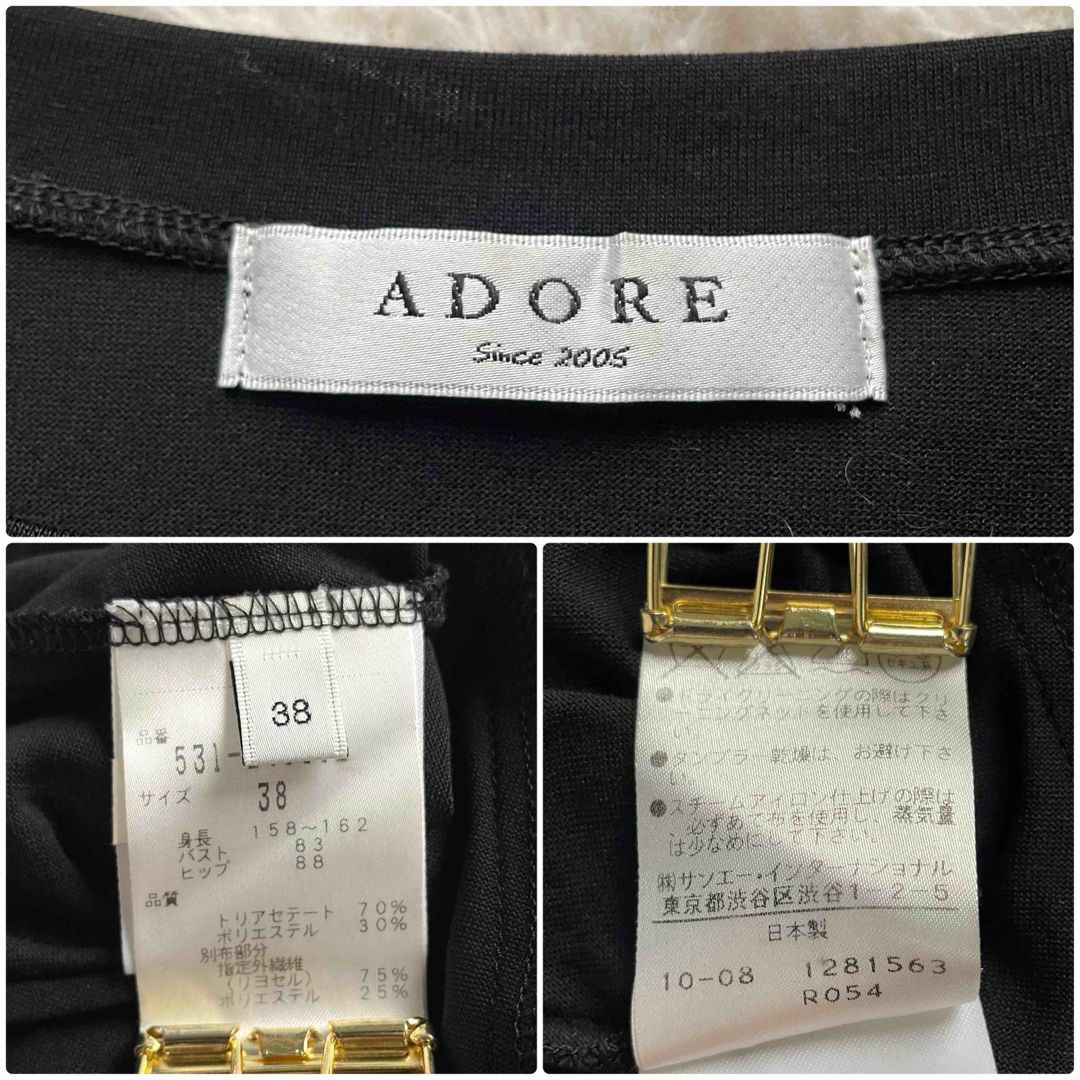 ADORE
Since 2005
38
品番
531-
サイズ 38
身長 158～162
バスト 83
ヒップ 88
品質
トリアセテート 70%
ポリエステル 30%
別布部分
指定外繊維
(リヨセル) 75%
ポリエステル 25%
セキユ系
●ドライクリーニングの際はクリ
ーニングネットを使用して下さ
い。
●タンブラー乾燥は、お避け下さ
い。
●スチームアイロン仕上げの際は
必ずあて布を使用し、蒸気量
は少なめにして下さい。
㈱サンエー・インターナショナル
東京都渋谷区渋谷1 2-5
日本製
10-08 1281563
R054